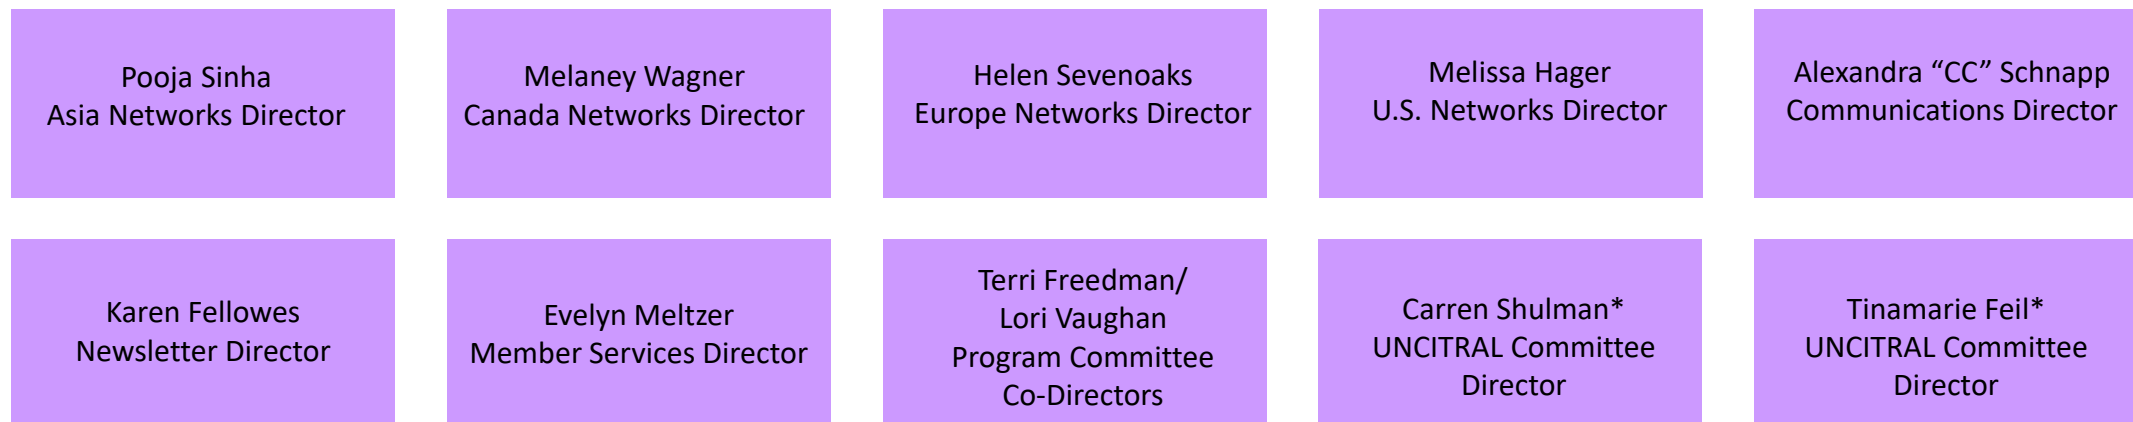 Pooja Sinha
Asia Networks Director
Melaney Wagner
Canada Networks Director
Helen Sevenoaks
Europe Networks Director
Melissa Hager
U.S. Networks Director
Alexandra “CC” Schnapp
Communications Director
Karen Fellowes
Newsletter Director
Evelyn Meltzer
Member Services Director
Terri Freedman/
Lori Vaughan
Program Committee
Co-Directors
Carren Shulman*
UNCITRAL Committee
Director
Tinamarie Feil*
UNCITRAL Committee
Director